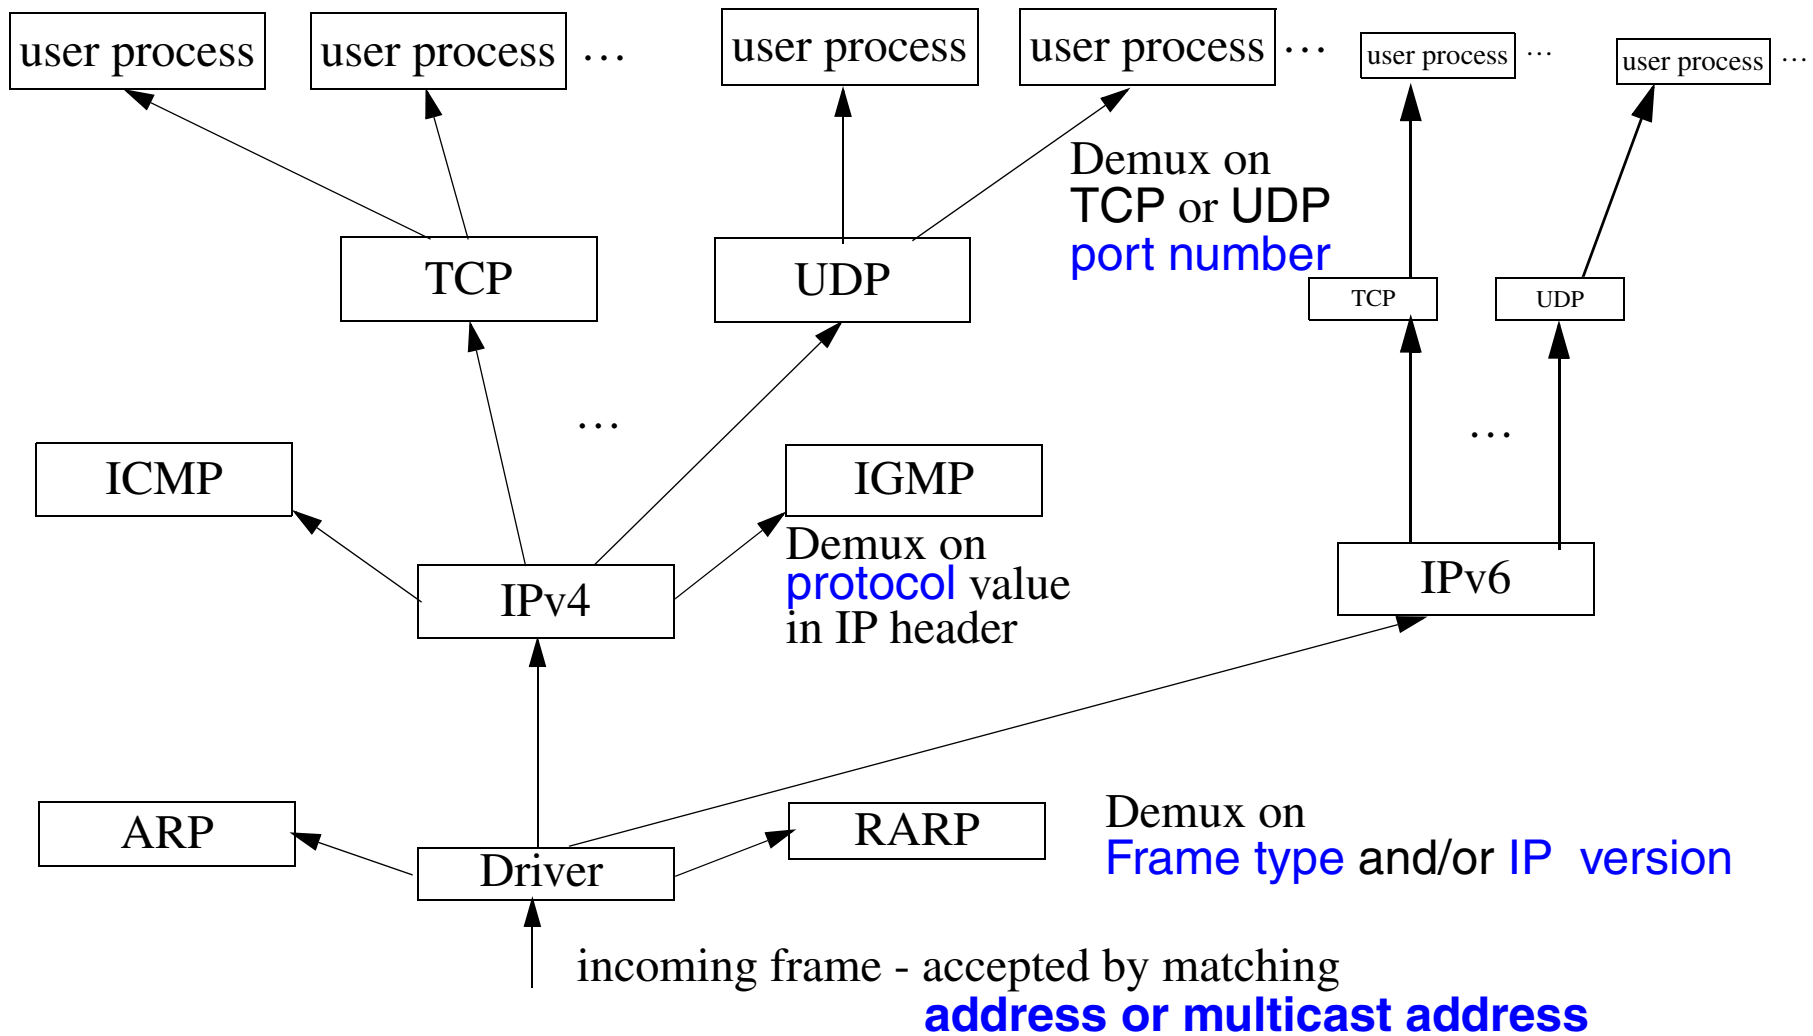 user process
user process
…
user process
user process
…
user process
…
user process
…
Demux on
TCP or UDP
port number
TCP
UDP
TCP
UDP
…
…
ICMP
IGMP
Demux on
protocol value
in IP header
IPv4
IPv6
ARP
RARP
Driver
Demux on
Frame type and/or IP version
incoming frame - accepted by matching
address or multicast address